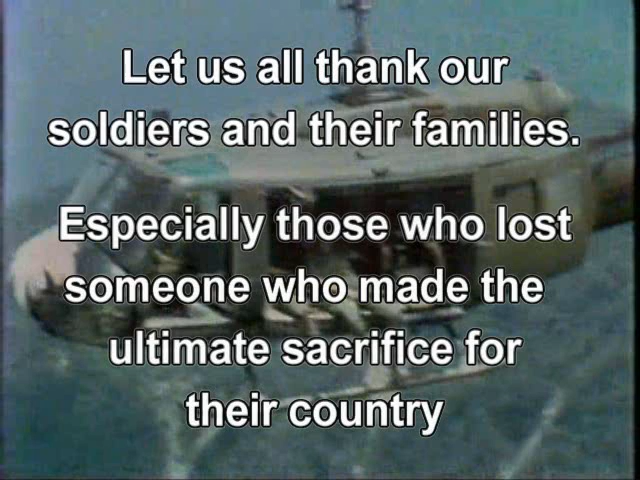 Let us all thank our
soldiers and their families.
Especially those who lost
someone who made the
ultimate sacrifice for
their country